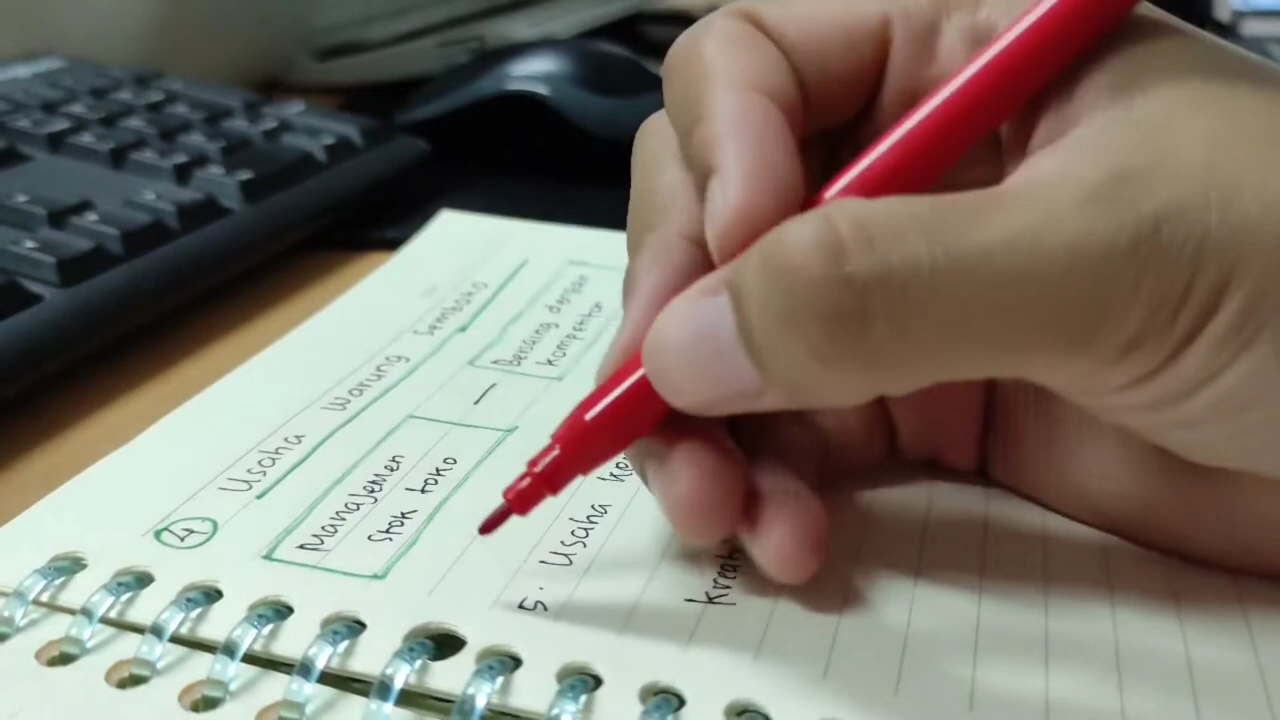 4.
Usaha Warung Sembako
Manajemen
Stok toko
—
Bersaing dengan
kompetitor
5. Usaha